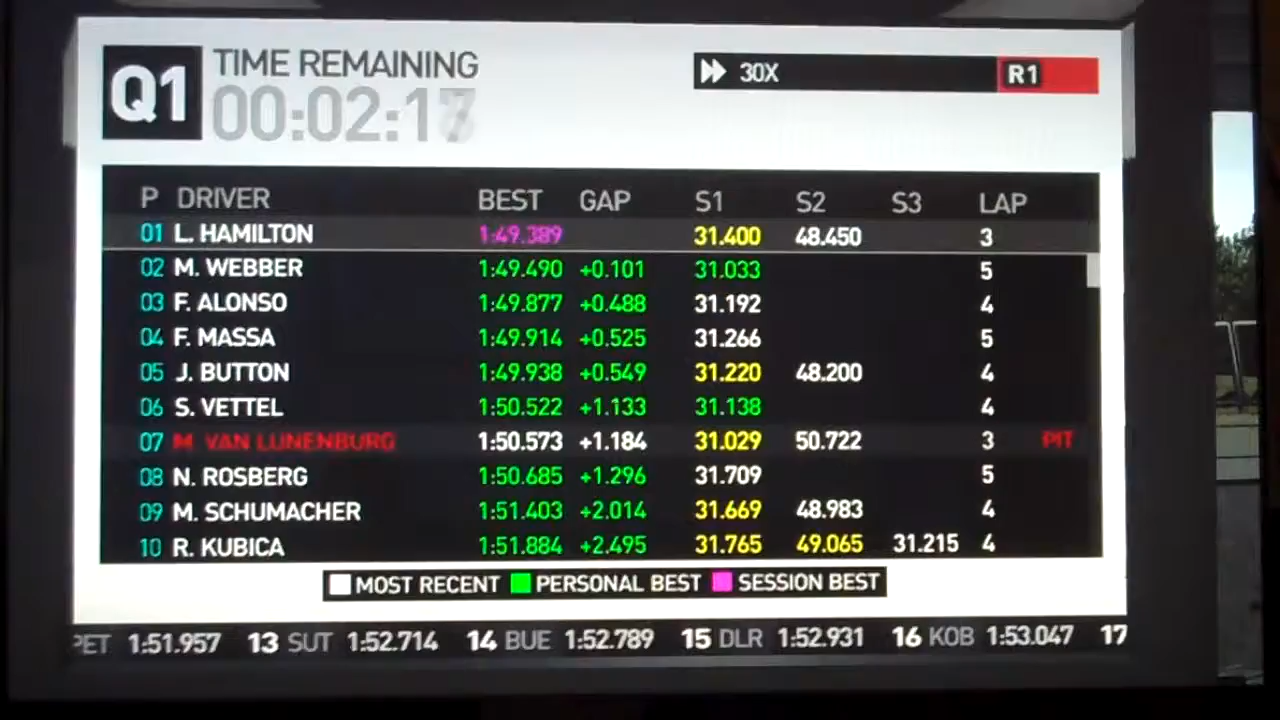 Q1 TIME REMAINING
00:02:17
30X R1
P DRIVER BEST GAP S1 S2 S3 LAP
01 L. HAMILTON 1:49.389 31.400 48.450 3
02 M. WEBBER 1:49.490 +0.101 31.033 5
03 F. ALONSO 1:49.877 +0.488 31.192 4
04 F. MASSA 1:49.914 +0.525 31.266 5
05 J. BUTTON 1:49.938 +0.549 31.220 48.200 4
06 S. VETTEL 1:50.522 +1.133 31.138 4
07 M. VAN LUNENBURG 1:50.573 +1.184 31.029 50.722 3 PIT
08 N. ROSBERG 1:50.685 +1.296 31.709 5
09 M. SCHUMACHER 1:51.403 +2.014 31.669 48.983 4
10 R. KUBICA 1:51.884 +2.495 31.765 49.065 31.215 4
MOST RECENT PERSONAL BEST SESSION BEST
PET 1:51.957 13 SUT 1:52.714 14 BUE 1:52.789 15 DLR 1:52.931 16 KOB 1:53.047 17